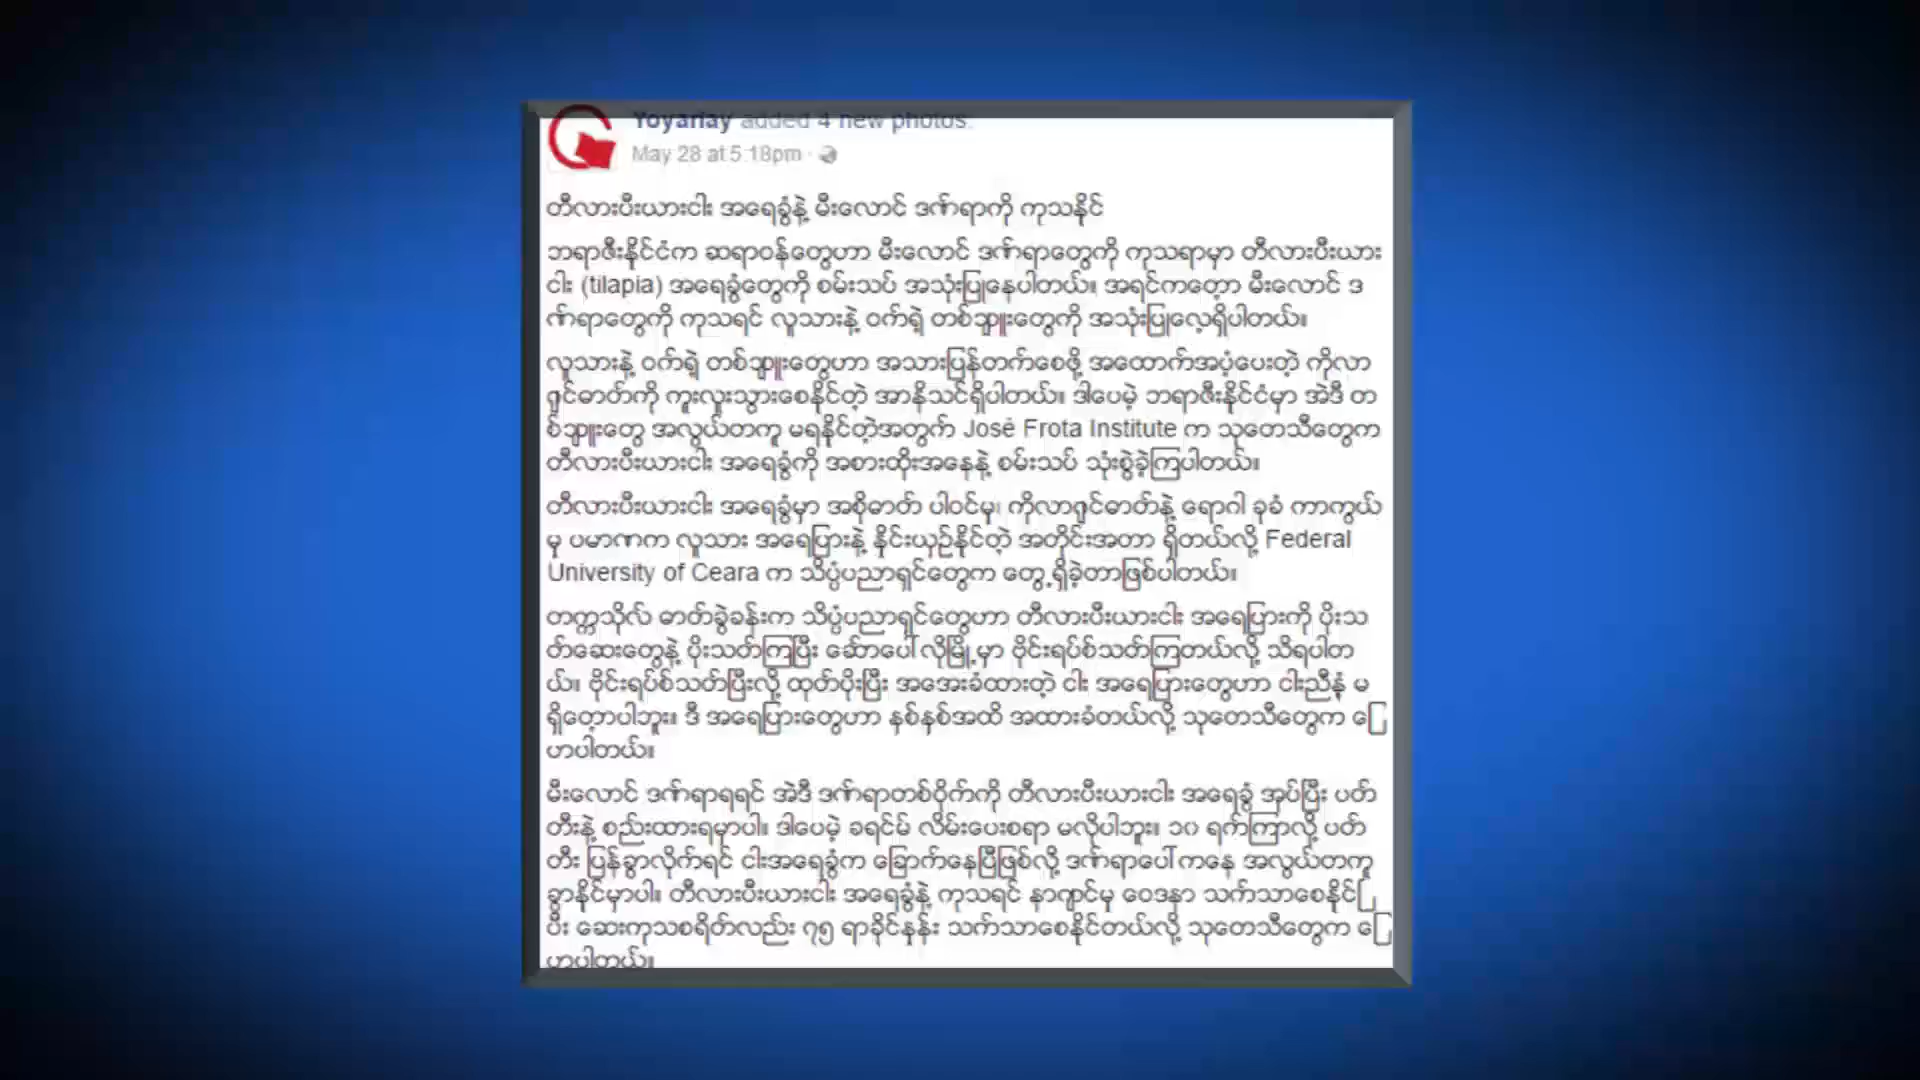 Yoyarlay added 4 new photos.
May 28 at 5:18pm ·
တီလားပီးယားငါး အရေခွံနဲ့ မီးလောင် ဒဏ်ရာကို ကုသနိုင်
ဘရာဇီးနိုင်ငံက ဆရာဝန်တွေဟာ မီးလောင် ဒဏ်ရာတွေကို ကုသရာမှာ တီလားပီးယား
ငါး (tilapia) အရေခွံတွေကို စမ်းသပ် အသုံးပြုနေပါတယ်။ အရင်ကတော့ မီးလောင် ဒ
ဏ်ရာတွေကို ကုသရင် လူသားနဲ့ ဝက်ရဲ့ တစ်သျှူးတွေကို အသုံးပြုလေ့ရှိပါတယ်။
လူသားနဲ့ ဝက်ရဲ့ တစ်သျှူးတွေဟာ အသားပြန်တက်စေဖို့ အထောက်အပံ့ပေးတဲ့ ကိုလာ
ဂျင်ဓာတ်ကို ကူးလူးသွားစေနိုင်တဲ့ အာနိသင်ရှိပါတယ်။ ဒါပေမဲ့ ဘရာဇီးနိုင်ငံမှာ အဲဒီ တ
စ်သျှူးတွေ အလွယ်တကူ မရနိုင်တဲ့အတွက် José Frota Institute က သုတေသီတွေက
တီလားပီးယားငါး အရေခွံကို အစားထိုးအနေနဲ့ စမ်းသပ် သုံးစွဲခဲ့ကြပါတယ်။
တီလားပီးယားငါး အရေခွံမှာ အစိုဓာတ် ပါဝင်မှု၊ ကိုလာဂျင်ဓာတ်နဲ့ ရောဂါ ခုခံ ကာကွယ်
မှု ပမာဏက လူသား အရေပြားနဲ့ နှိုင်းယှဉ်နိုင်တဲ့ အတိုင်းအတာ ရှိတယ်လို့ Federal
University of Ceara က သိပ္ပံပညာရှင်တွေက တွေ့ရှိခဲ့တာဖြစ်ပါတယ်။
တက္ကသိုလ် ဓာတ်ခွဲခန်းက သိပ္ပံပညာရှင်တွေဟာ တီလားပီးယားငါး အရေပြားကို ပိုးသ
တ်ဆေးတွေနဲ့ ပိုးသတ်ကြပြီး ဆော်ပေါ်လိုမြို့မှာ ဗိုင်းရပ်စ်သတ်ကြတယ်လို့ သိရပါတ
ယ်။ ဗိုင်းရပ်စ်သတ်ပြီးလို့ ထုတ်ပိုးပြီး အအေးခံထားတဲ့ ငါး အရေပြားတွေဟာ ငါးညှီနံ့ မ
ရှိတော့ပါဘူး။ ဒီ အရေပြားတွေဟာ နှစ်နှစ်အထိ အထားခံတယ်လို့ သုတေသီတွေက ပြေ
ာပါတယ်။
မီးလောင် ဒဏ်ရာရရင် အဲဒီ ဒဏ်ရာတစ်ဝိုက်ကို တီလားပီးယားငါး အရေခွံ အုပ်ပြီး ပတ်
တီးနဲ့ စည်းထားရမှာပါ။ ဒါပေမဲ့ ခရင်မ် လိမ်းပေးစရာ မလိုပါဘူး။ ၁၀ ရက်ကြာလို့ ပတ်
တီး ပြန်ခွာလိုက်ရင် ငါးအရေခွံက ခြောက်နေပြီဖြစ်လို့ ဒဏ်ရာပေါ်ကနေ အလွယ်တကူ
ခွာနိုင်မှာပါ။ တီလားပီးယားငါး အရေခွံနဲ့ ကုသရင် နာကျင်မှု ဝေဒနာ သက်သာစေနိုင်ပြ
ီး ဆေးကုသစရိတ်လည်း ၇၅ ရာခိုင်နှုန်း သက်သာစေနိုင်တယ်လို့ သုတေသီတွေက ပြေ
ာပါတယ်။